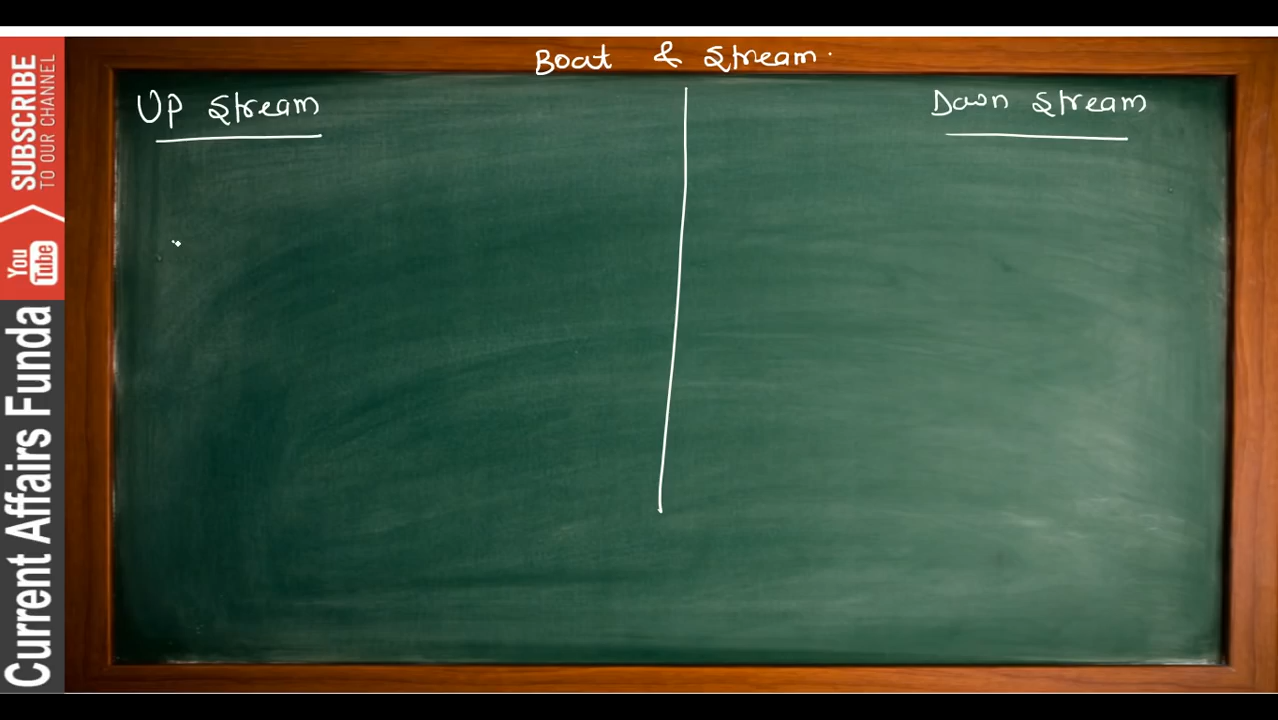 Boat & Stream.
Up Stream
Down Stream
SUBSCRIBE
TO OUR CHANNEL
You Tube
Current Affairs Funda